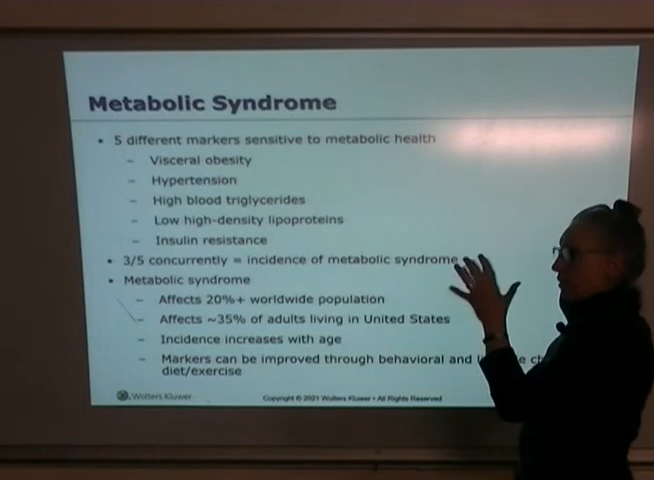 Metabolic Syndrome
• 5 different markers sensitive to metabolic health
– Visceral obesity
– Hypertension
– High blood triglycerides
– Low high-density lipoproteins
– Insulin resistance
• 3/5 concurrently = incidence of metabolic syndrome
• Metabolic syndrome
– Affects 20%+ worldwide population
– Affects ~35% of adults living in United States
– Incidence increases with age
– Markers can be improved through behavioral and
diet/exercise
Wolters Kluwer
Copyright © 2021 Wolters Kluwer • All Rights Reserved